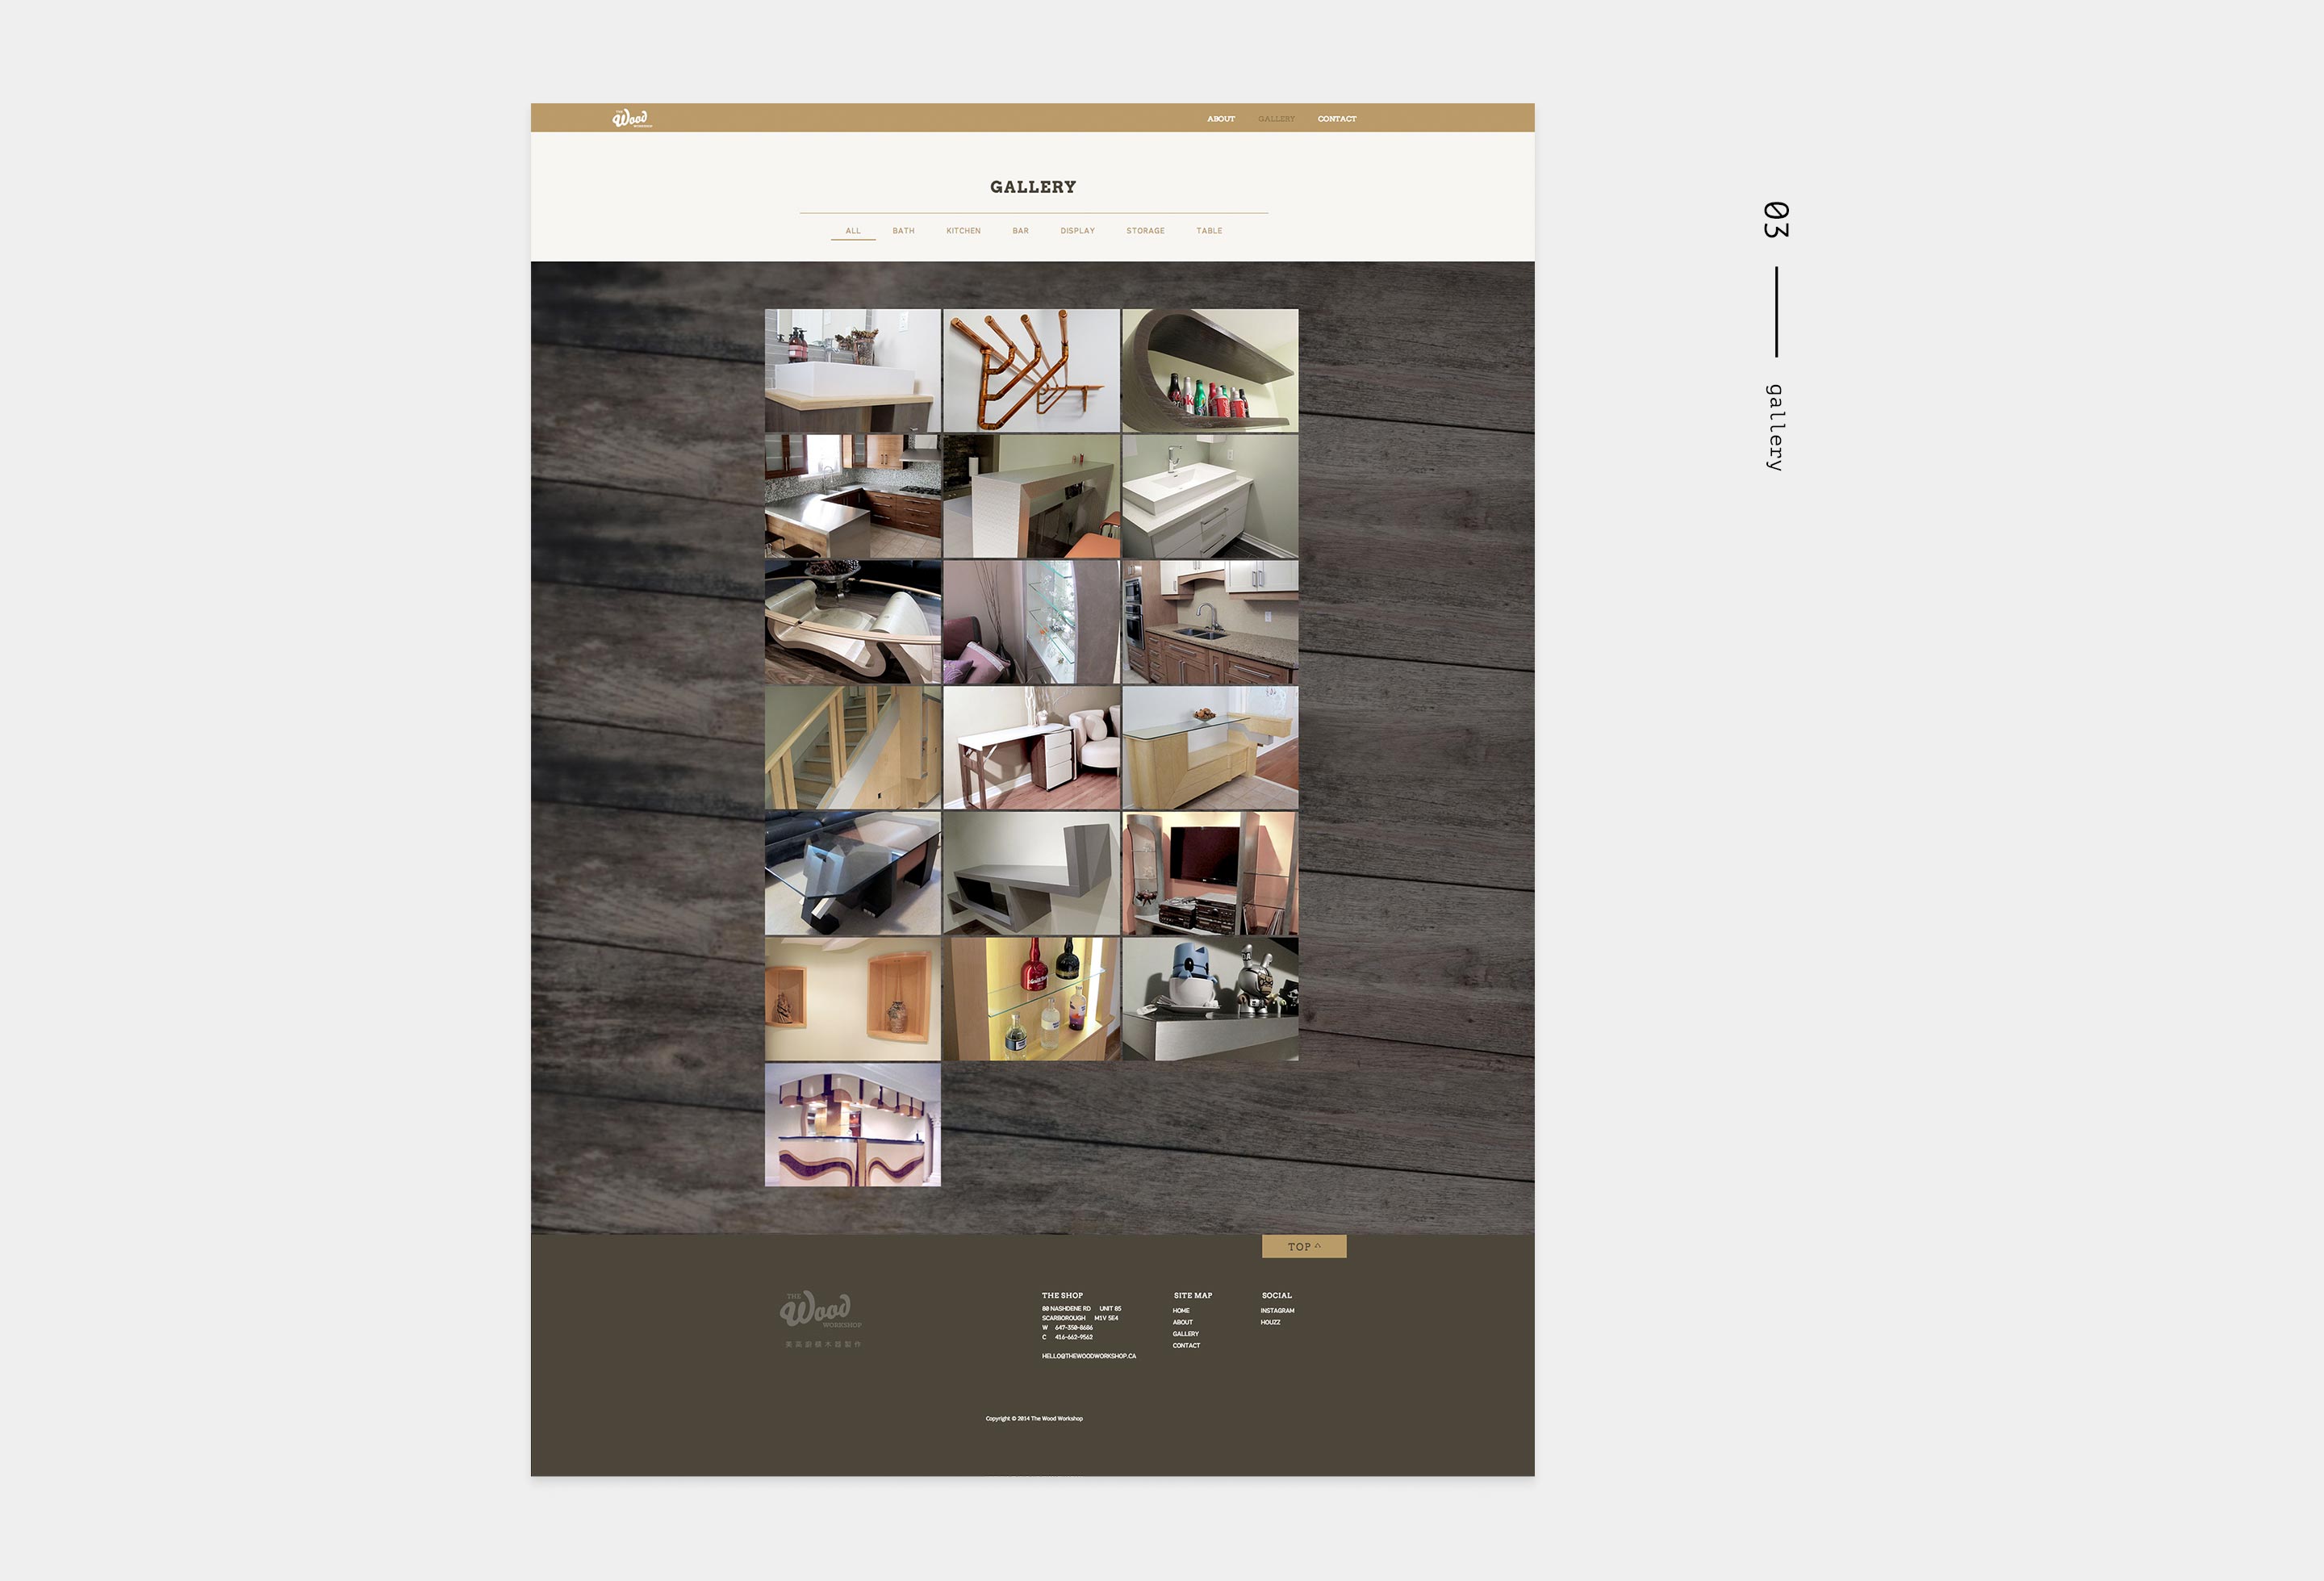 THE
Wood
WORKSHOP
ABOUT GALLERY CONTACT
GALLERY
ALL BATH KITCHEN BAR DISPLAY STORAGE TABLE
03 gallery
TOP
THE
Wood
WORKSHOP
THE SHOP
80 NASHDENE RD UNIT 85
SCARBOROUGH M1V 5E4
W 647-350-8686
C 416-662-9562
HELLO@THEWOODWORKSHOP.CA
SITE MAP
HOME
ABOUT
GALLERY
CONTACT
SOCIAL
INSTAGRAM
HOUZZ
Copyright © 2014 The Wood Workshop